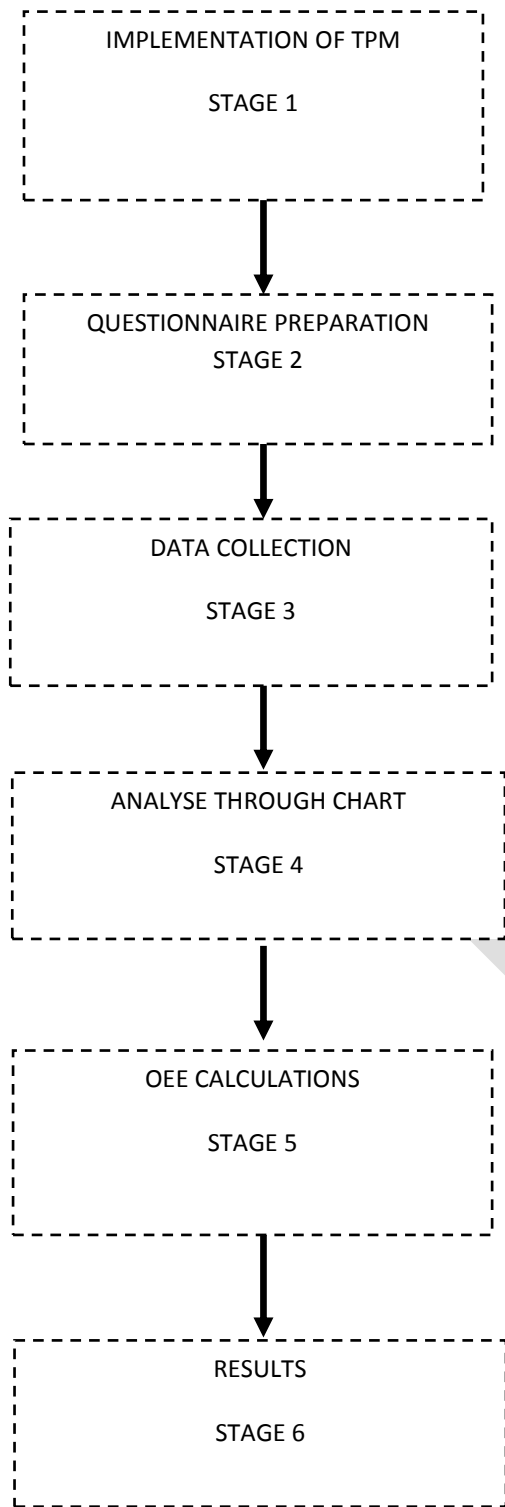 IMPLEMENTATION OF TPM
STAGE 1
QUESTIONNAIRE PREPARATION
STAGE 2
DATA COLLECTION
STAGE 3
ANALYSE THROUGH CHART
STAGE 4
OEE CALCULATIONS
STAGE 5
RESULTS
STAGE 6